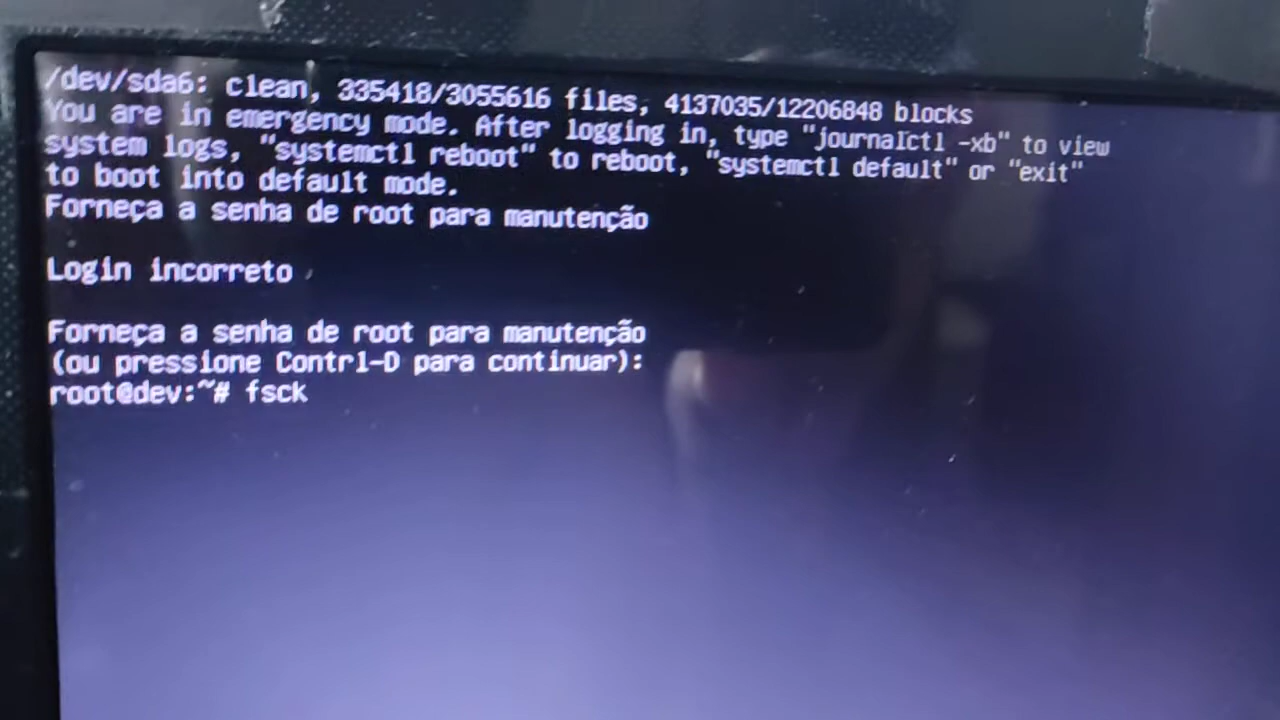 /dev/sda6: clean, 335418/3055616 files, 4137035/12206848 blocks
You are in emergency mode. After logging in, type "journalctl -xb" to view
system logs, "systemctl reboot" to reboot, "systemctl default" or "exit"
to boot into default mode.
Forneça a senha de root para manutenção
Login incorreto
Forneça a senha de root para manutenção
(ou pressione Contrl-D para continuar):
root@dev:~# fsck